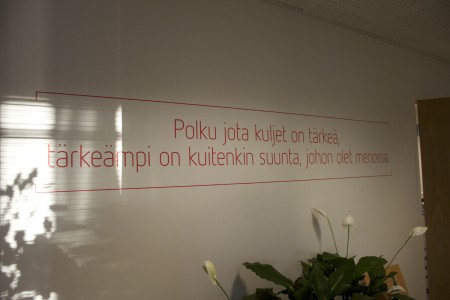 Polku jota kuljet on tärkeä,
tärkeämpi on kuitenkin suunta, johon olet menossa